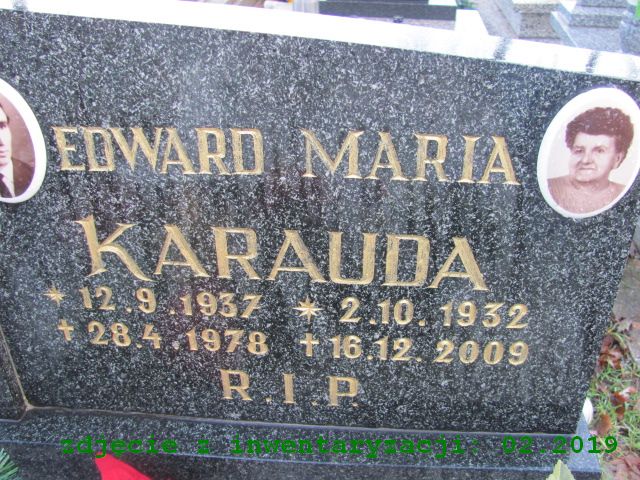 EDWARD MARIA
KARAUDA
* 12.9.1937 * 2.10.1932
+ 28.4.1978 + 16.12.2009
R.I.P.
zdjęcie z inwentaryzacji: 02.2019